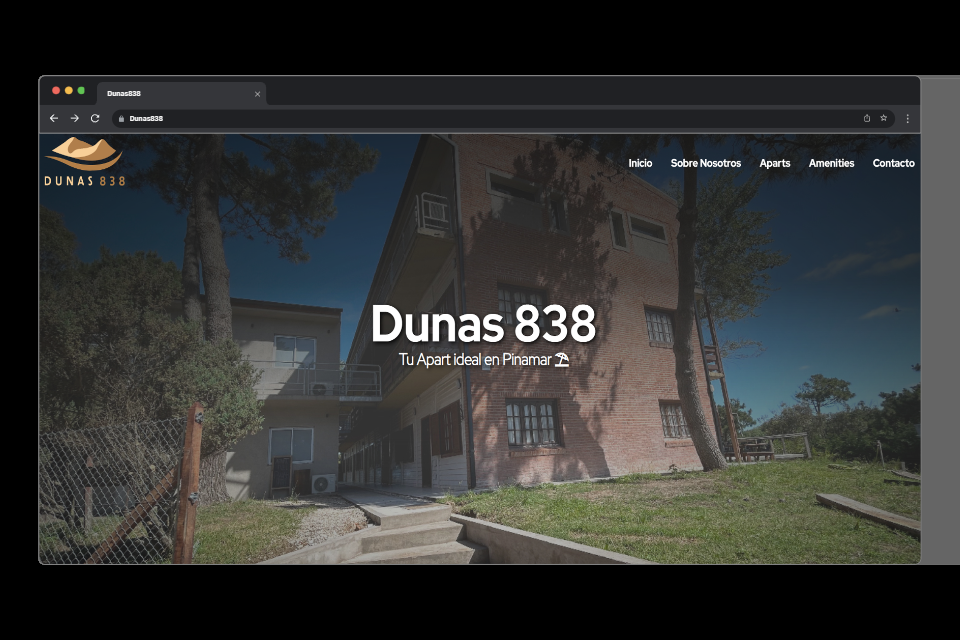 Dunas838
Dunas838
DUNAS 838
Inicio Sobre Nosotros Aparts Amenities Contacto
Dunas 838
Tu Apart ideal en Pinamar